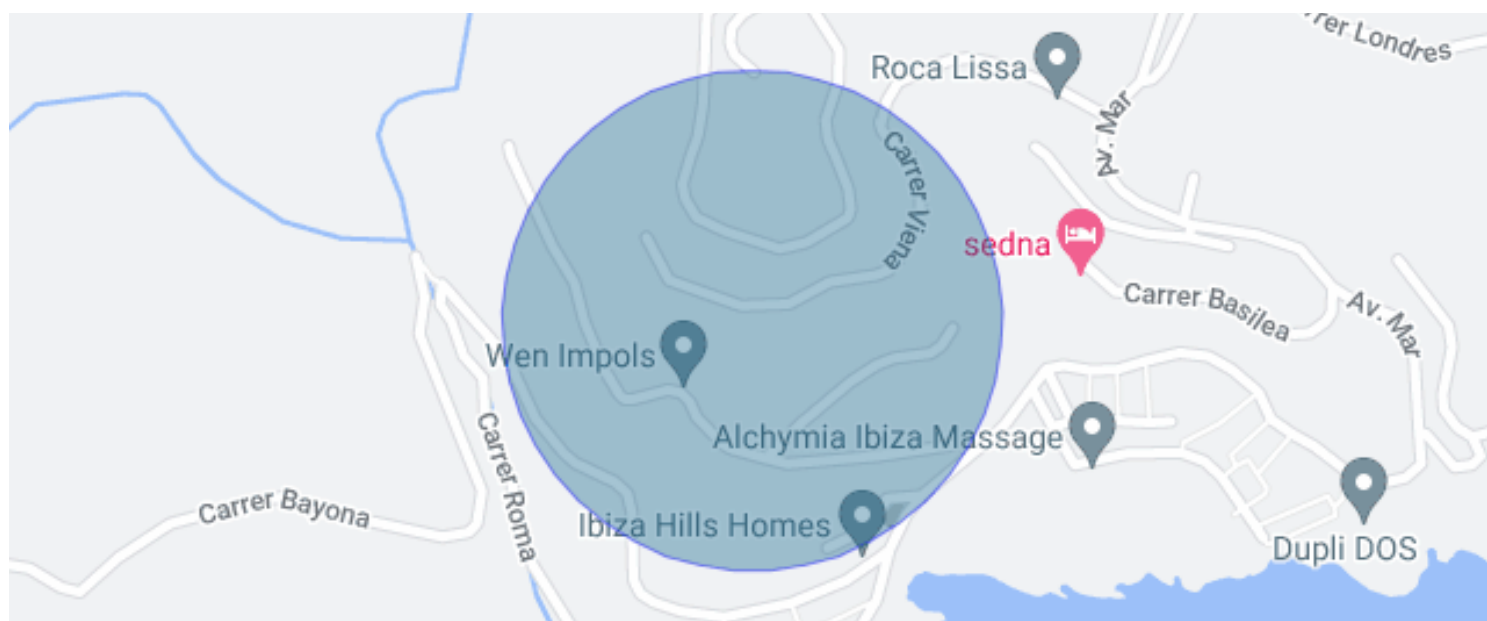 Carrer Londres
Roca Lissa
Av. Mar
Carrer Viena
sedna
Carrer Basilea
Av. Mar
Wen Impols
Alchymia Ibiza Massage
Carrer Roma
Carrer Bayona
Ibiza Hills Homes
Dupli DOS